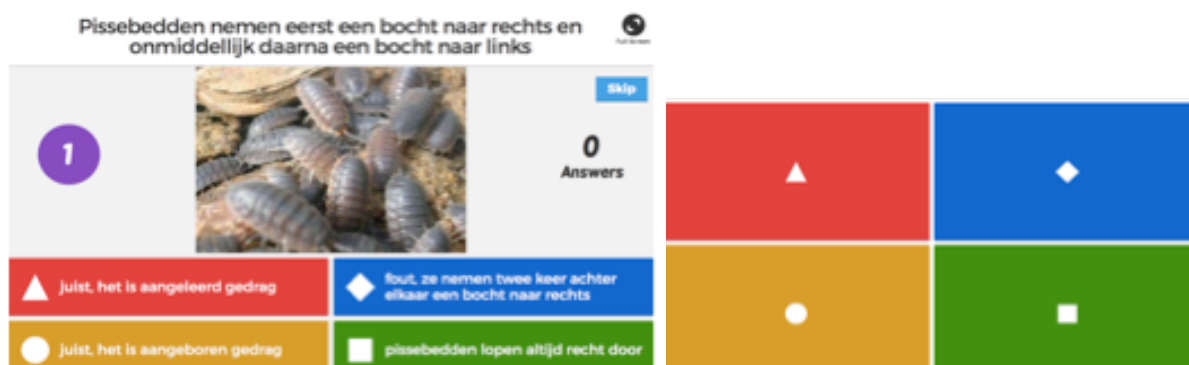 Pissebedden nemen eerst een bocht naar rechts en
onmiddellijk daarna een bocht naar links
Full Screen
Skip
1
0
Answers
juist, het is aangeleerd gedrag
fout, ze nemen twee keer achter
elkaar een bocht naar rechts
juist, het is aangeboren gedrag
pissebedden lopen altijd recht door